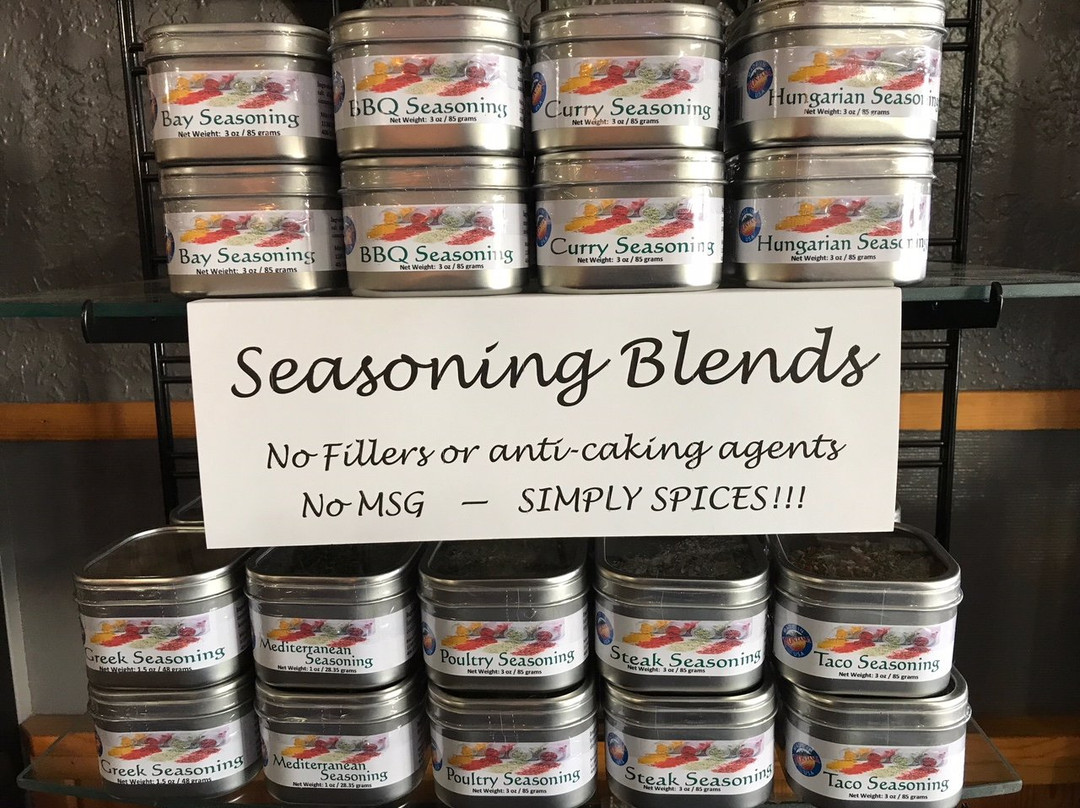 Bay Seasoning
Net Weight: 3 oz / 85 grams
BBQ Seasoning
Net Weight: 3 oz / 85 grams
Curry Seasoning
Net Weight: 3 oz / 85 grams
Hungarian Seasoning
Net Weight: 3 oz / 85 grams
Bay Seasoning
Net Weight: 3 oz / 85 grams
BBQ Seasoning
Net Weight: 3 oz / 85 grams
Curry Seasoning
Net Weight: 3 oz / 85 grams
Hungarian Seasoning
Net Weight: 3 oz / 85 grams
Seasoning Blends
No Fillers or anti-caking agents
No MSG — SIMPLY SPICES!!!
Greek Seasoning
Net Weight: 1.5 oz / 48 grams
Mediterranean
Seasoning
Net Weight: 1 oz / 28.35 grams
Poultry Seasoning
Net Weight: 3 oz / 85 grams
Steak Seasoning
Net Weight: 3 oz / 85 grams
Taco Seasoning
Net Weight: 3 oz / 85 grams
Greek Seasoning
Net Weight: 1.5 oz / 48 grams
Mediterranean
Seasoning
Net Weight: 1 oz / 28.35 grams
Poultry Seasoning
Net Weight: 3 oz / 85 grams
Steak Seasoning
Net Weight: 3 oz / 85 grams
Taco Seasoning
Net Weight: 3 oz / 85 grams